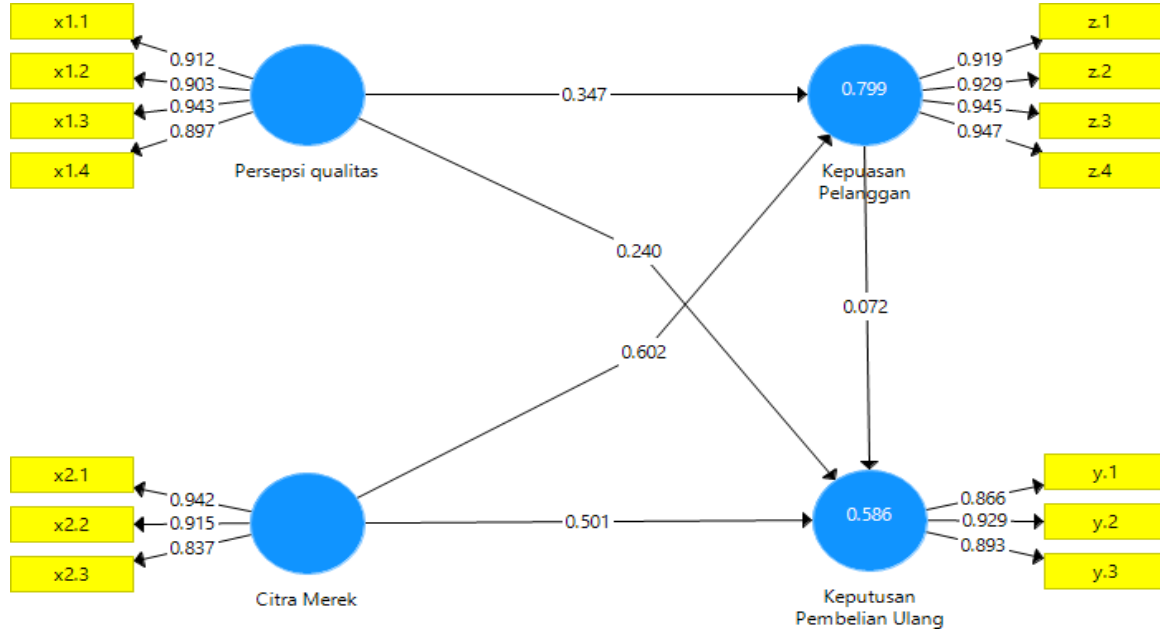 x1.1
x1.2
x1.3
x1.4
0.912
0.903
0.943
0.897
Persepsi qualitas
0.347
0.799
Kepuasan
Pelanggan
0.919
0.929
0.945
0.947
z.1
z.2
z.3
z.4
0.240
0.602
0.072
x2.1
x2.2
x2.3
0.942
0.915
0.837
Citra Merek
0.501
0.586
Keputusan
Pembelian Ulang
0.866
0.929
0.893
y.1
y.2
y.3